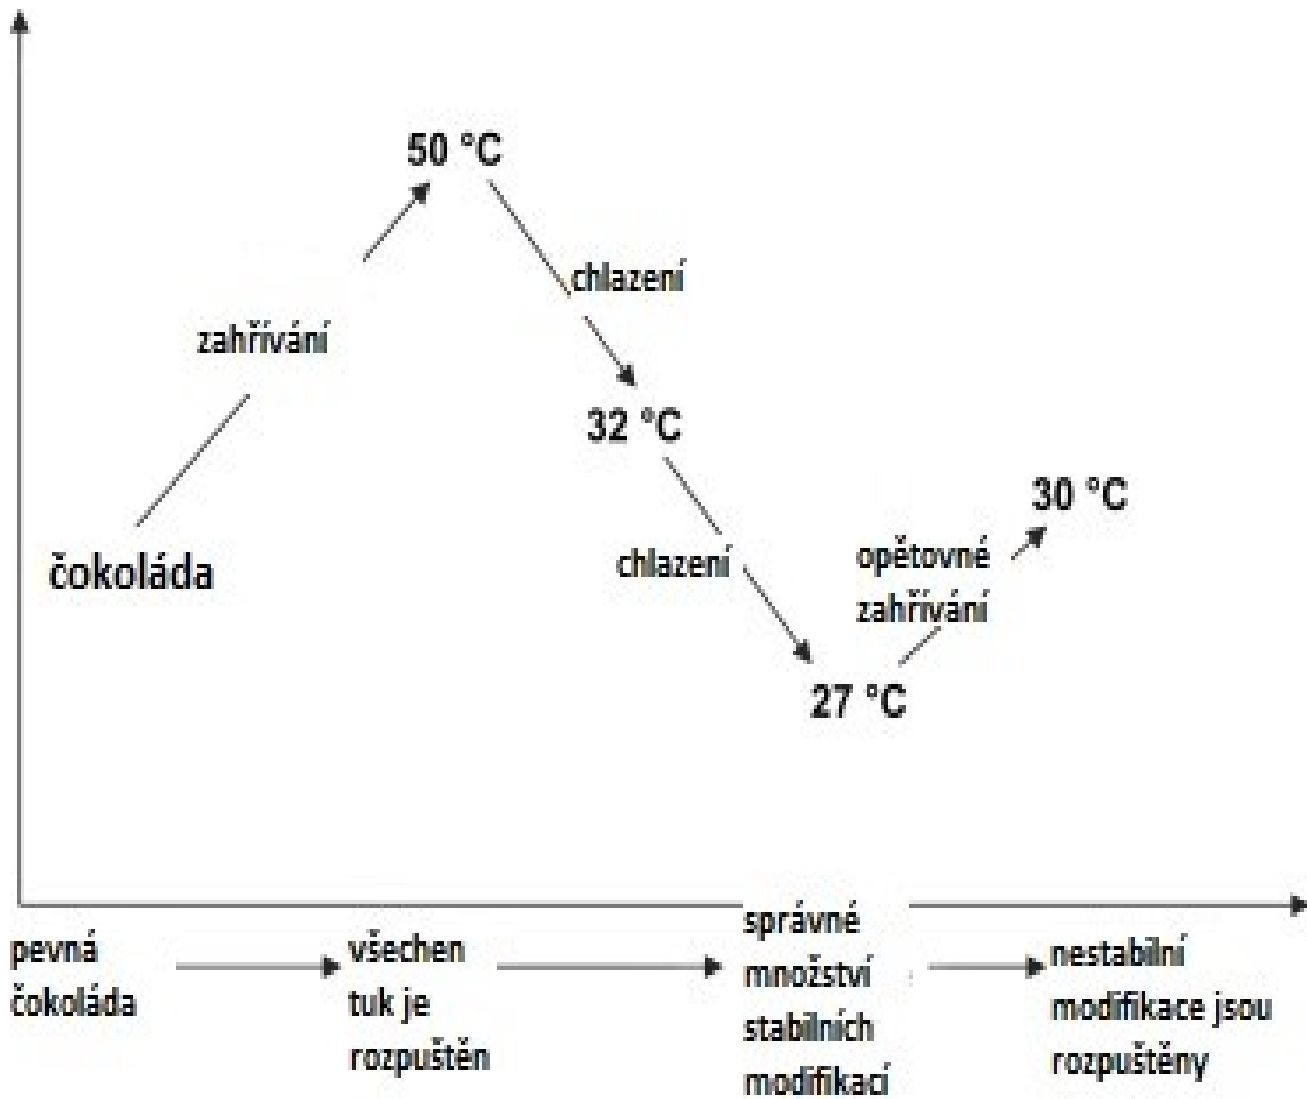 50 °C
chlazení
zahřívání
32 °C
30 °C
chlazení
opětovné
zahřívání
čokoláda
27 °C
pevná
čokoláda
všechen
tuk je
rozpuštěn
správné
množství
stabilních
modifikací
nestabilní
modifikace jsou
rozpuštěny